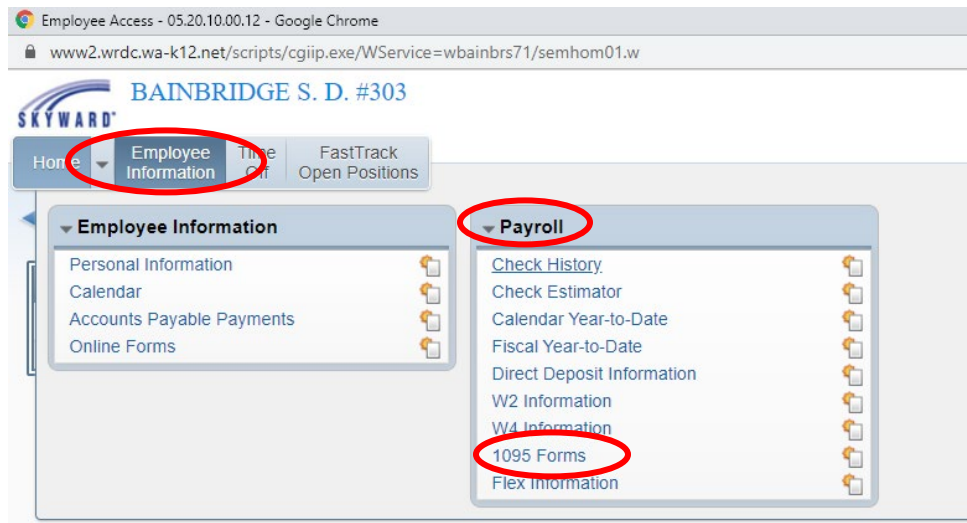 Employee Access - 05.20.10.00.12 - Google Chrome
www2.wrdc.wa-k12.net/scripts/cgiip.exe/WService=wbainbrs71/semhom01.w
SKYWARD BAINBRIDGE S. D. #303
Home Employee Information Time Off FastTrack Open Positions
Employee Information
Personal Information
Calendar
Accounts Payable Payments
Online Forms
Payroll
Check History
Check Estimator
Calendar Year-to-Date
Fiscal Year-to-Date
Direct Deposit Information
W2 Information
W4 Information
1095 Forms
Flex Information